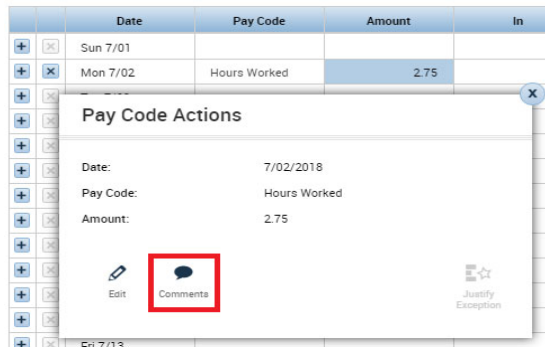 Date Pay Code Amount In
Sun 7/01
Mon 7/02 Hours Worked 2.75
Pay Code Actions
Date: 7/02/2018
Pay Code: Hours Worked
Amount: 2.75
Edit Comments Justify
Exception
Fri 7/13